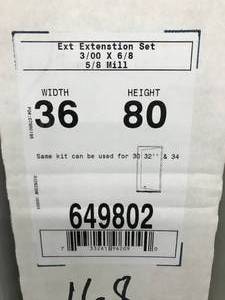 Ext Extenstion Set
3/00 X 6/8
5/8 Mill
WIDTH HEIGHT
36 80
Same kit can be used for 30 32'' & 34
649802